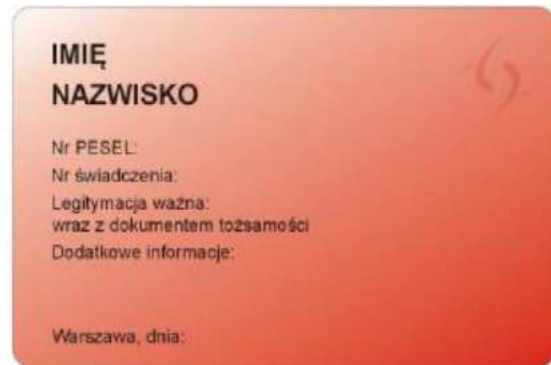 IMIĘ
NAZWISKO
Nr PESEL:
Nr świadczenia:
Legitymacja ważna:
wraz z dokumentem tożsamości
Dodatkowe informacje:
Warszawa, dnia: